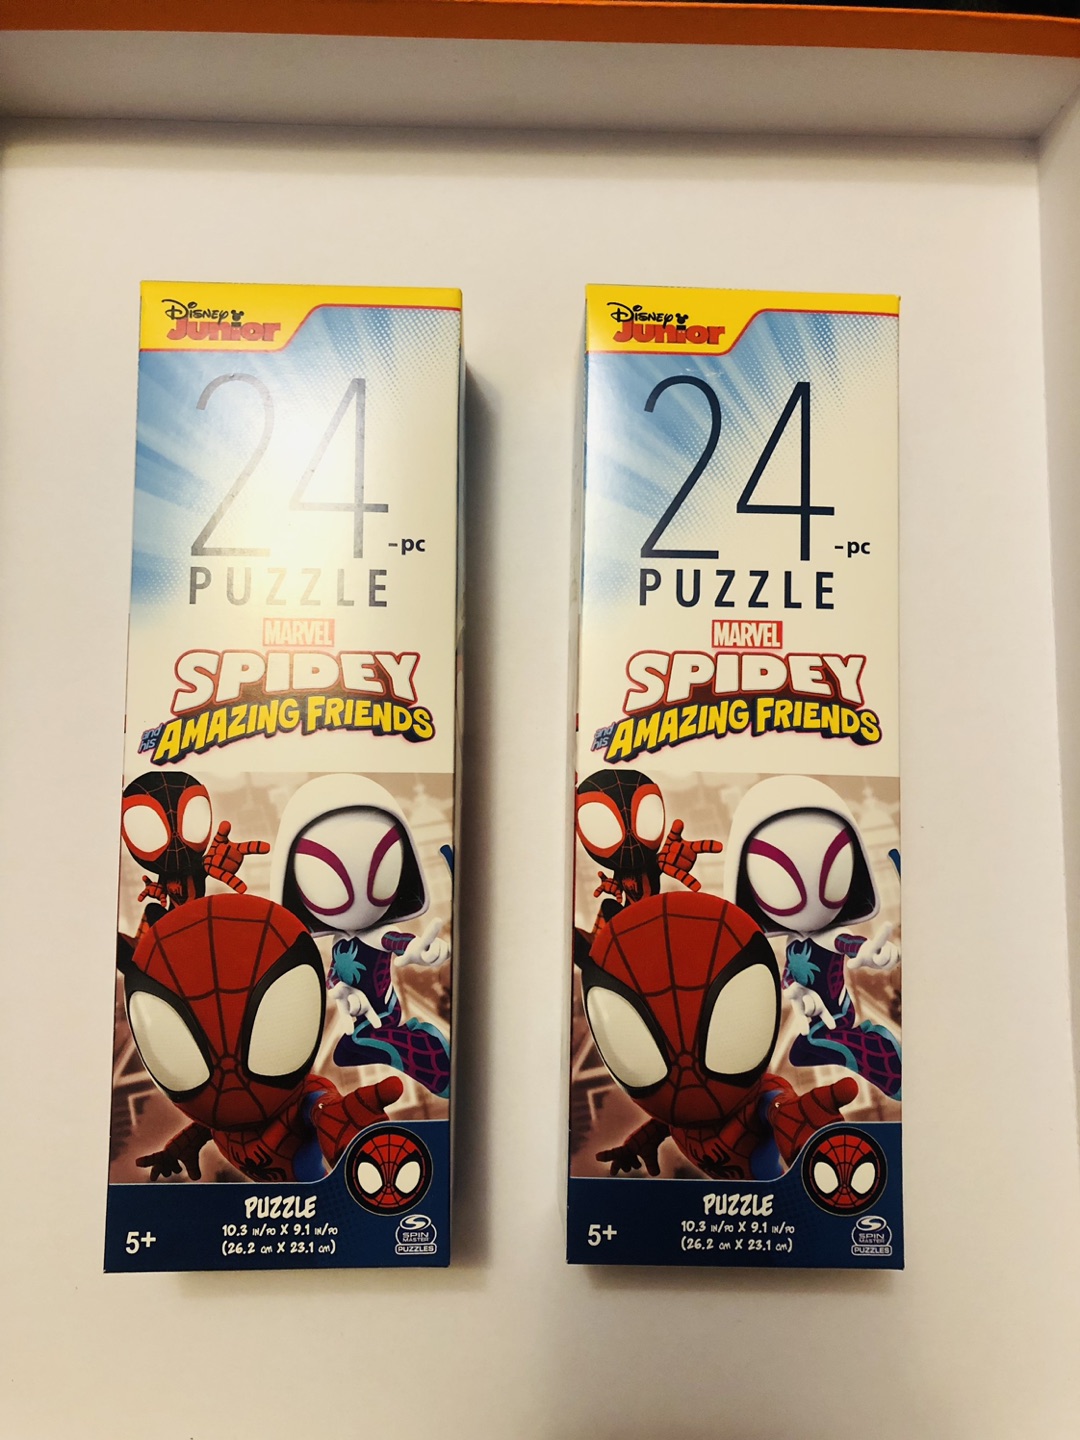 Disney
Junior
24
-pc
PUZZLE
MARVEL
SPIDEY
and his
AMAZING FRIENDS
PUZZLE
10.3 IN/PO X 9.1 IN/PO
(26.2 cm X 23.1 cm)
5+
SPIN
MASTER
PUZZLES
Disney
Junior
24
-pc
PUZZLE
MARVEL
SPIDEY
and his
AMAZING FRIENDS
PUZZLE
10.3 IN/PO X 9.1 IN/PO
(26.2 cm X 23.1 cm)
5+
SPIN
MASTER
PUZZLES